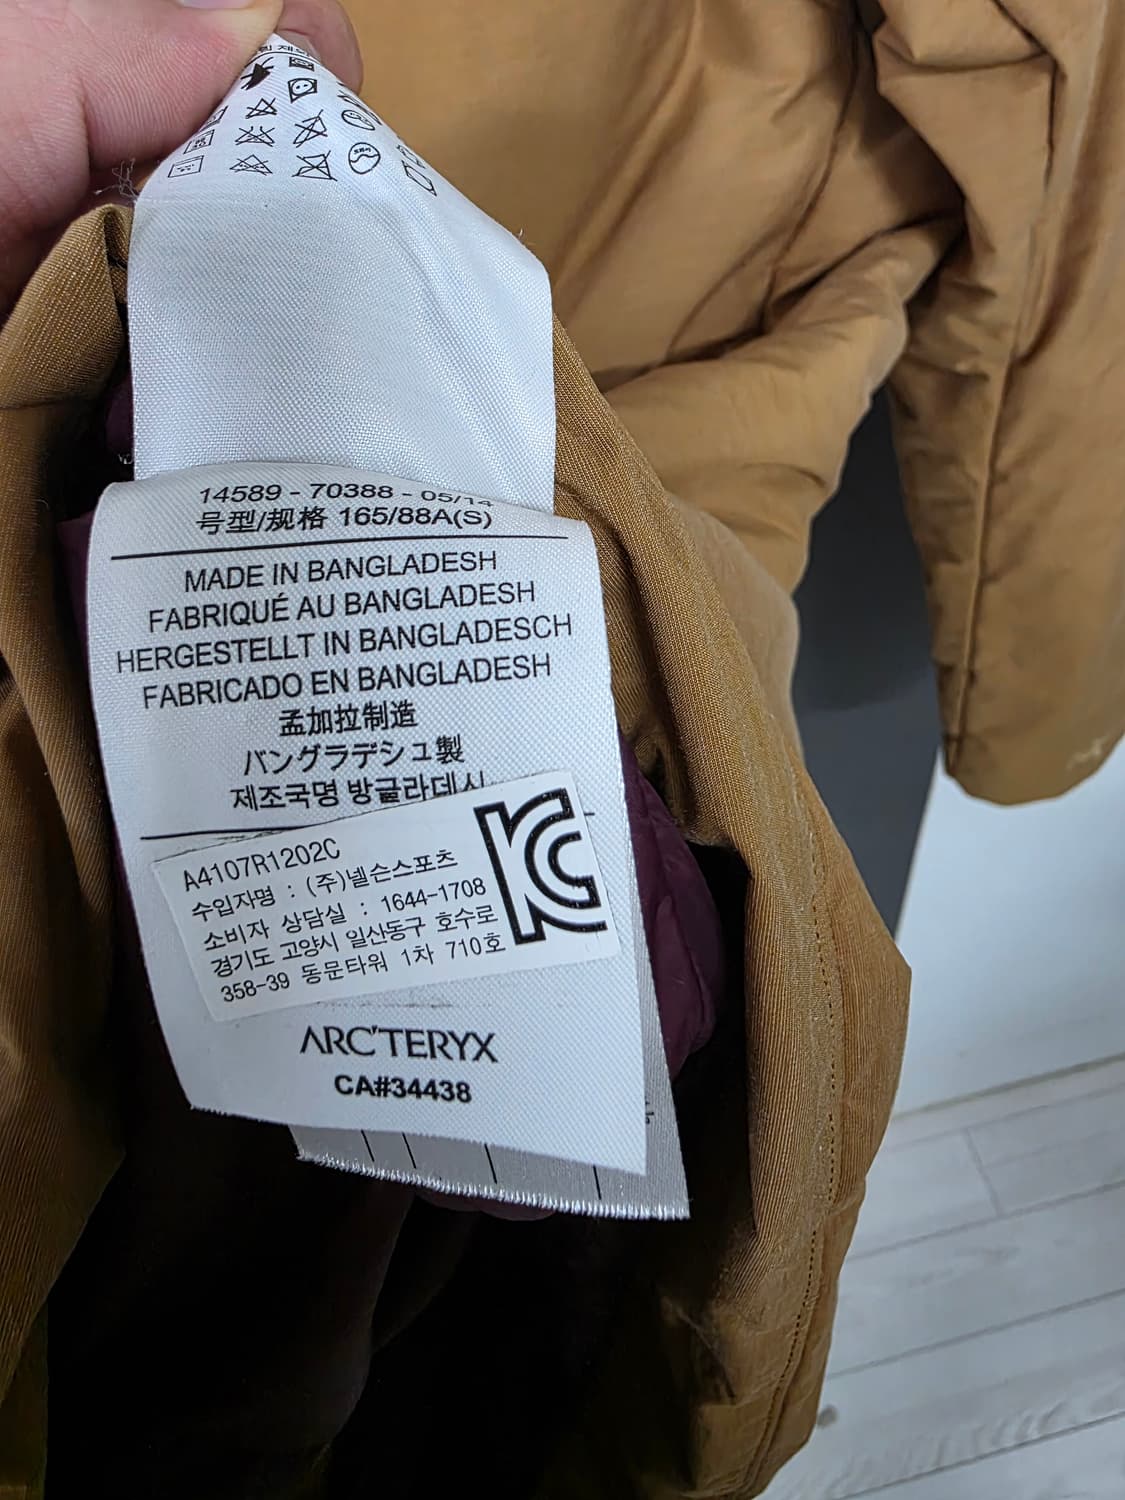 14589 - 70388 - 05/14
号型/规格 165/88A(S)
MADE IN BANGLADESH
FABRIQUÉ AU BANGLADESH
HERGESTELLT IN BANGLADESCH
FABRICADO EN BANGLADESH
孟加拉制造
バングラデシュ製
제조국명 방글라데시
A4107R1202C
수입자명 : (주)넬슨스포츠
소비자 상담실 : 1644-1708
경기도 고양시 일산동구 호수로
358-39 동문타워 1차 710호
ARC'TERYX
CA#34438